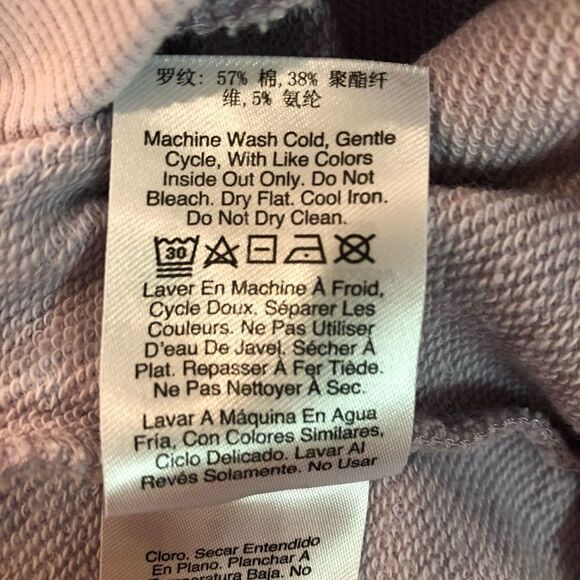 罗纹: 57% 棉,38% 聚酯纤
维,5% 氨纶
Machine Wash Cold, Gentle
Cycle, With Like Colors
Inside Out Only. Do Not
Bleach. Dry Flat. Cool Iron.
Do Not Dry Clean.
30
Laver En Machine À Froid,
Cycle Doux. Séparer Les
Couleurs. Ne Pas Utiliser
D'eau De Javel. Sécher À
Plat. Repasser À Fer Tiède.
Ne Pas Nettoyer À Sec.
Lavar A Máquina En Agua
Fría, Con Colores Similares,
Ciclo Delicado. Lavar Al
Revés Solamente. No Usar
Cloro. Secar Entendido
En Plano. Planchar A
Temperatura Baja. No